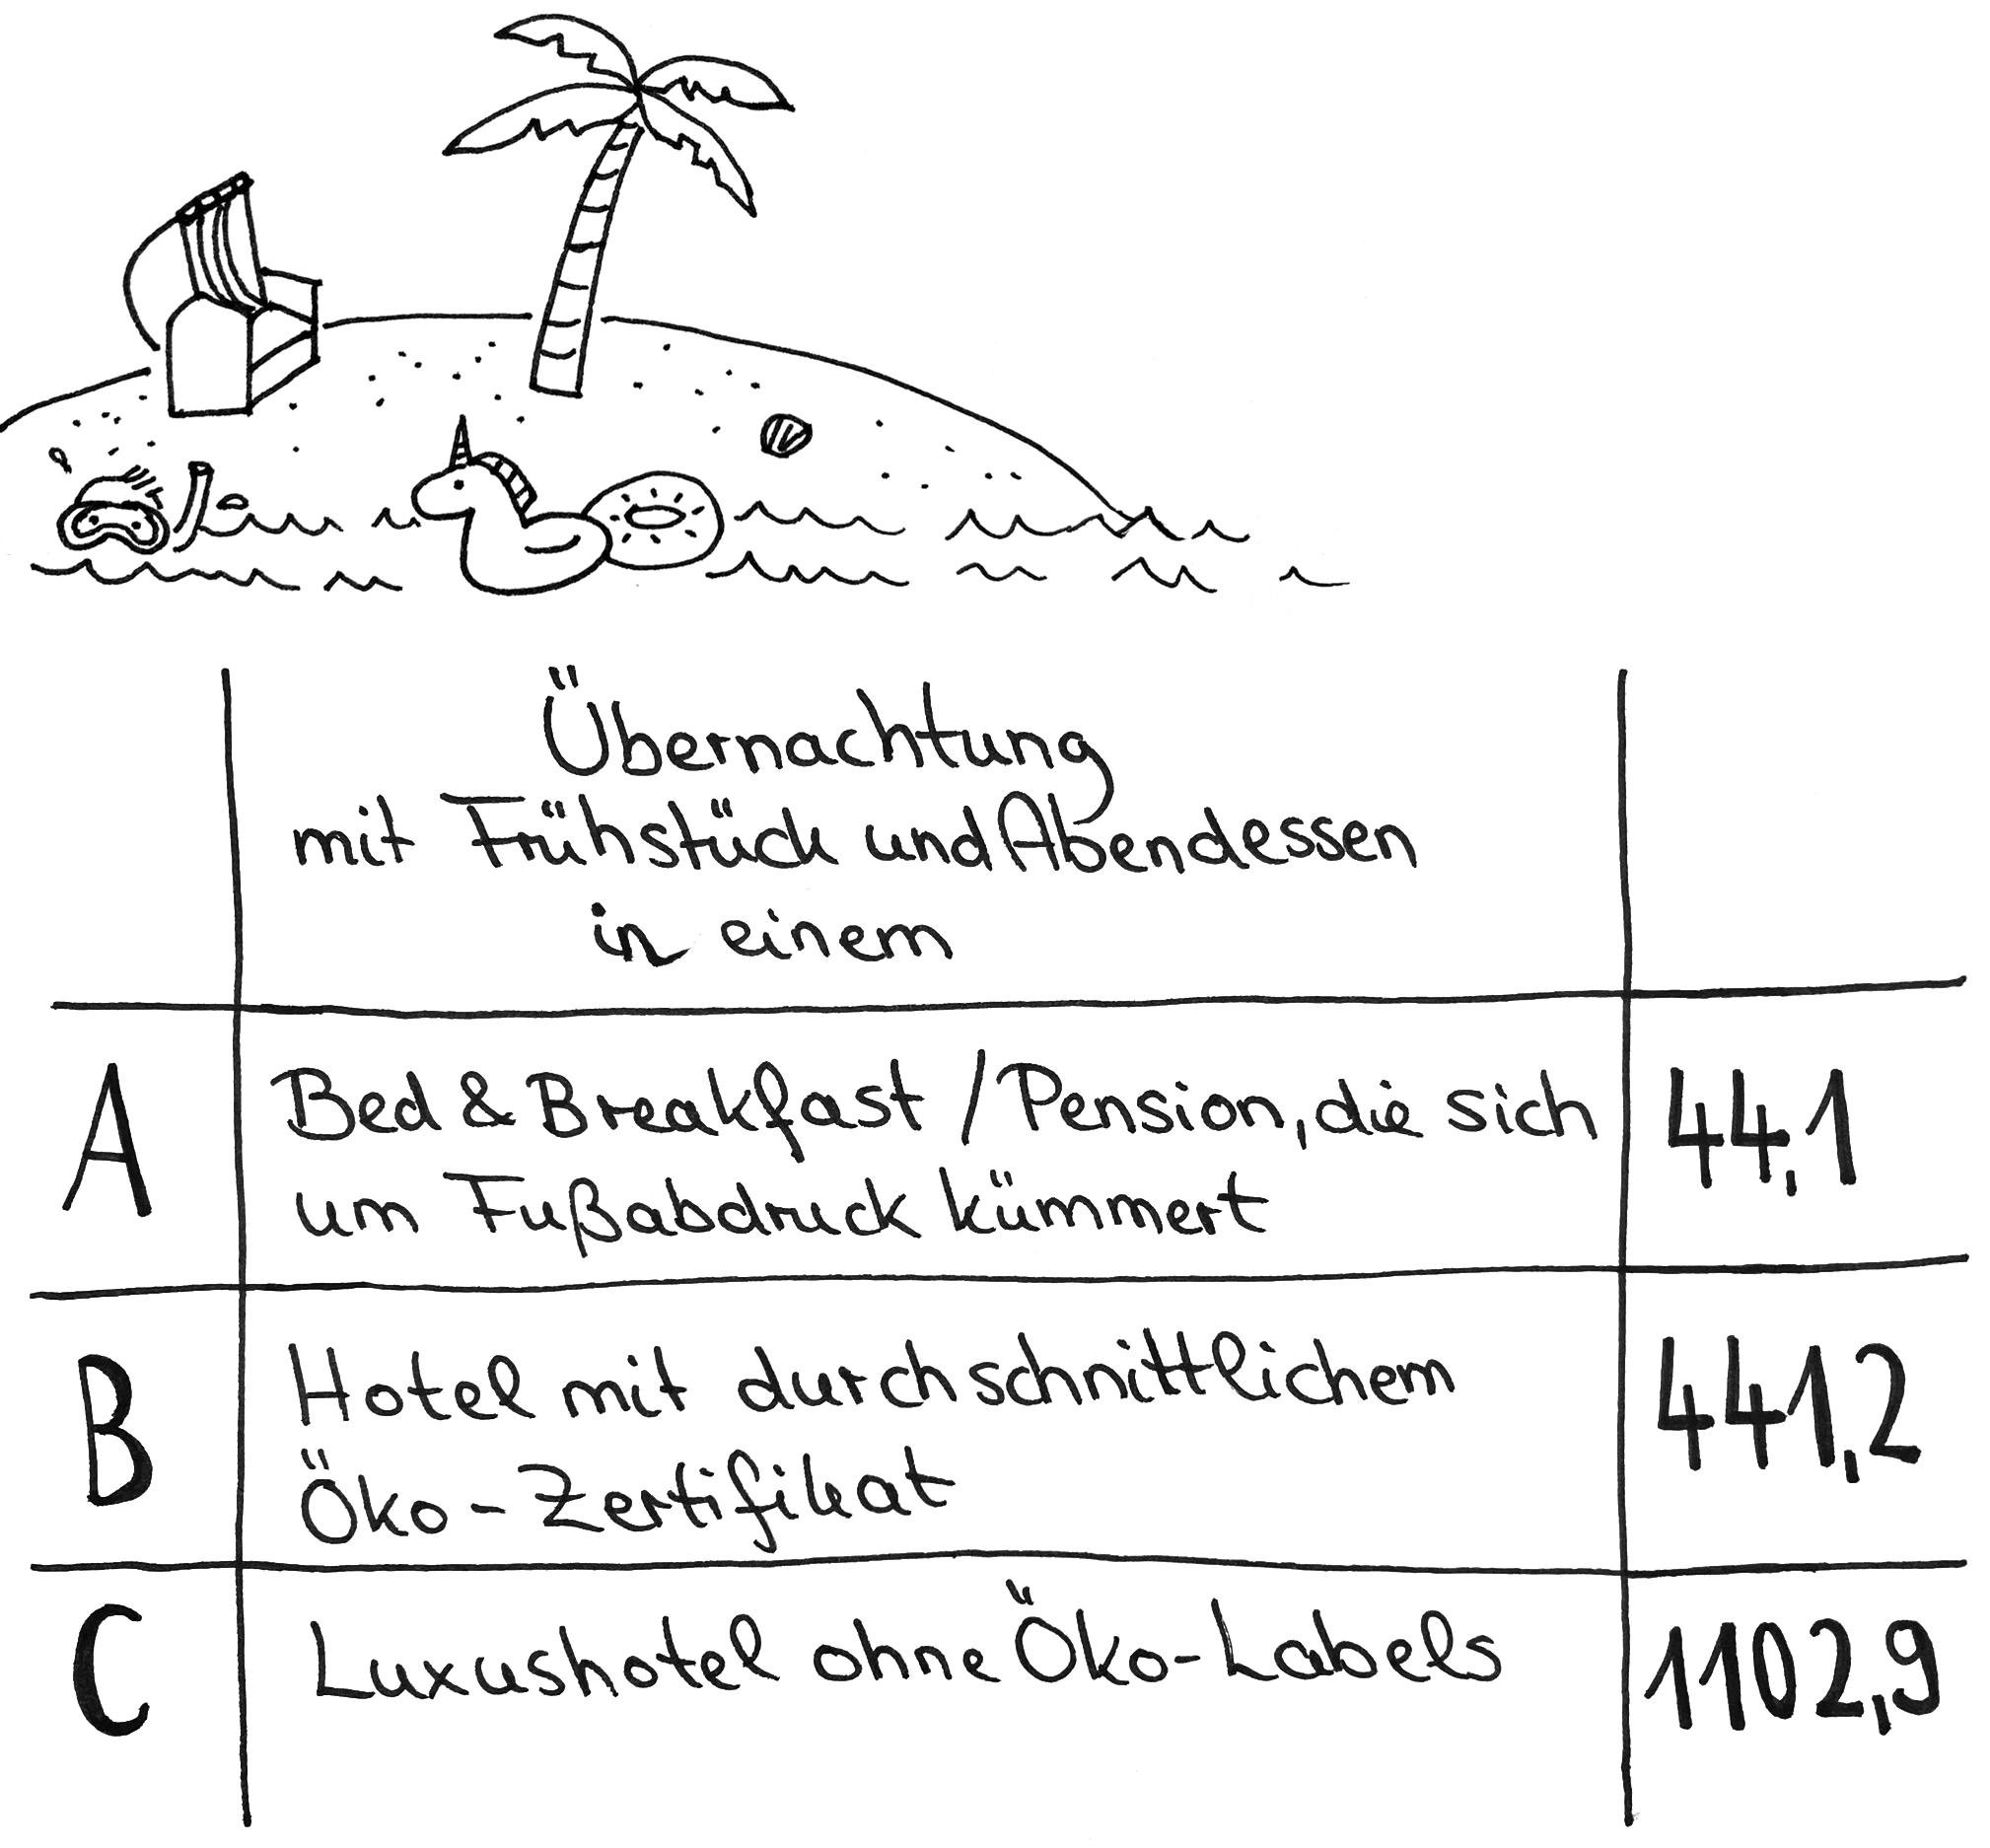 Übernachtung
mit Frühstück und Abendessen
in einem
A
Bed & Breakfast / Pension, die sich
um Fußabdruck kümmert
44,1
B
Hotel mit durchschnittlichem
Öko-Zertifikat
441,2
C
Luxushotel ohne Öko-Labels
1102,9